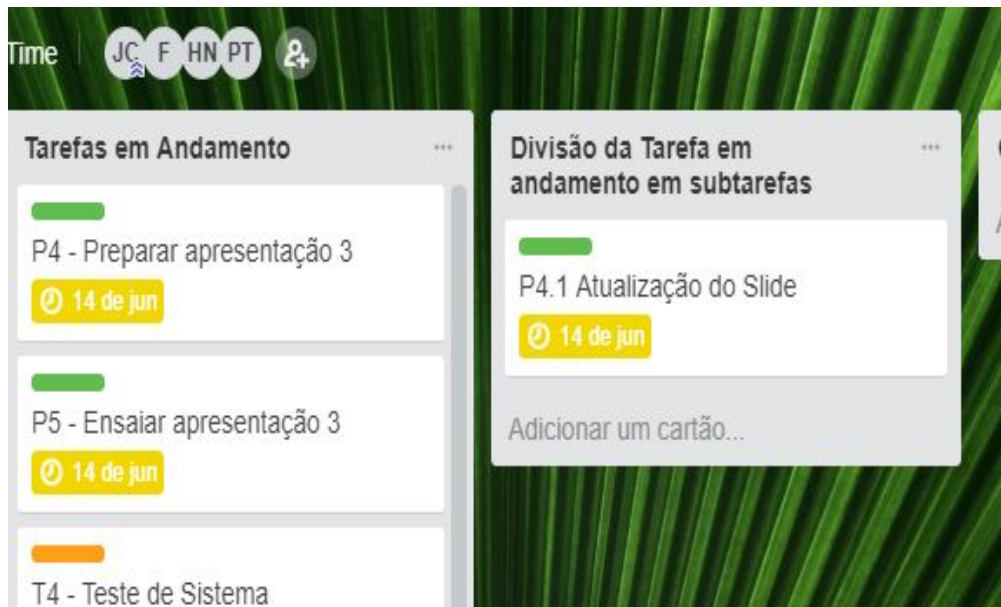 Time
JC F HN PT
Tarefas em Andamento
P4 - Preparar apresentação 3
14 de jun
P5 - Ensaiar apresentação 3
14 de jun
T4 - Teste de Sistema
Divisão da Tarefa em
andamento em subtarefas
P4.1 Atualização do Slide
14 de jun
Adicionar um cartão...